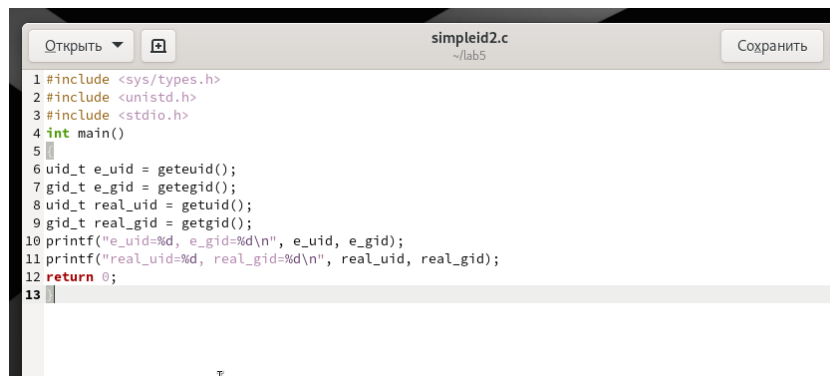 Открыть
simpleid2.c
~/lab5
Сохранить
1 #include <sys/types.h>
2 #include <unistd.h>
3 #include <stdio.h>
4 int main()
5 {
6 uid_t e_uid = geteuid();
7 gid_t e_gid = getegid();
8 uid_t real_uid = getuid();
9 gid_t real_gid = getgid();
10 printf("e_uid=%d, e_gid=%d\n", e_uid, e_gid);
11 printf("real_uid=%d, real_gid=%d\n", real_uid, real_gid);
12 return 0;
13 }